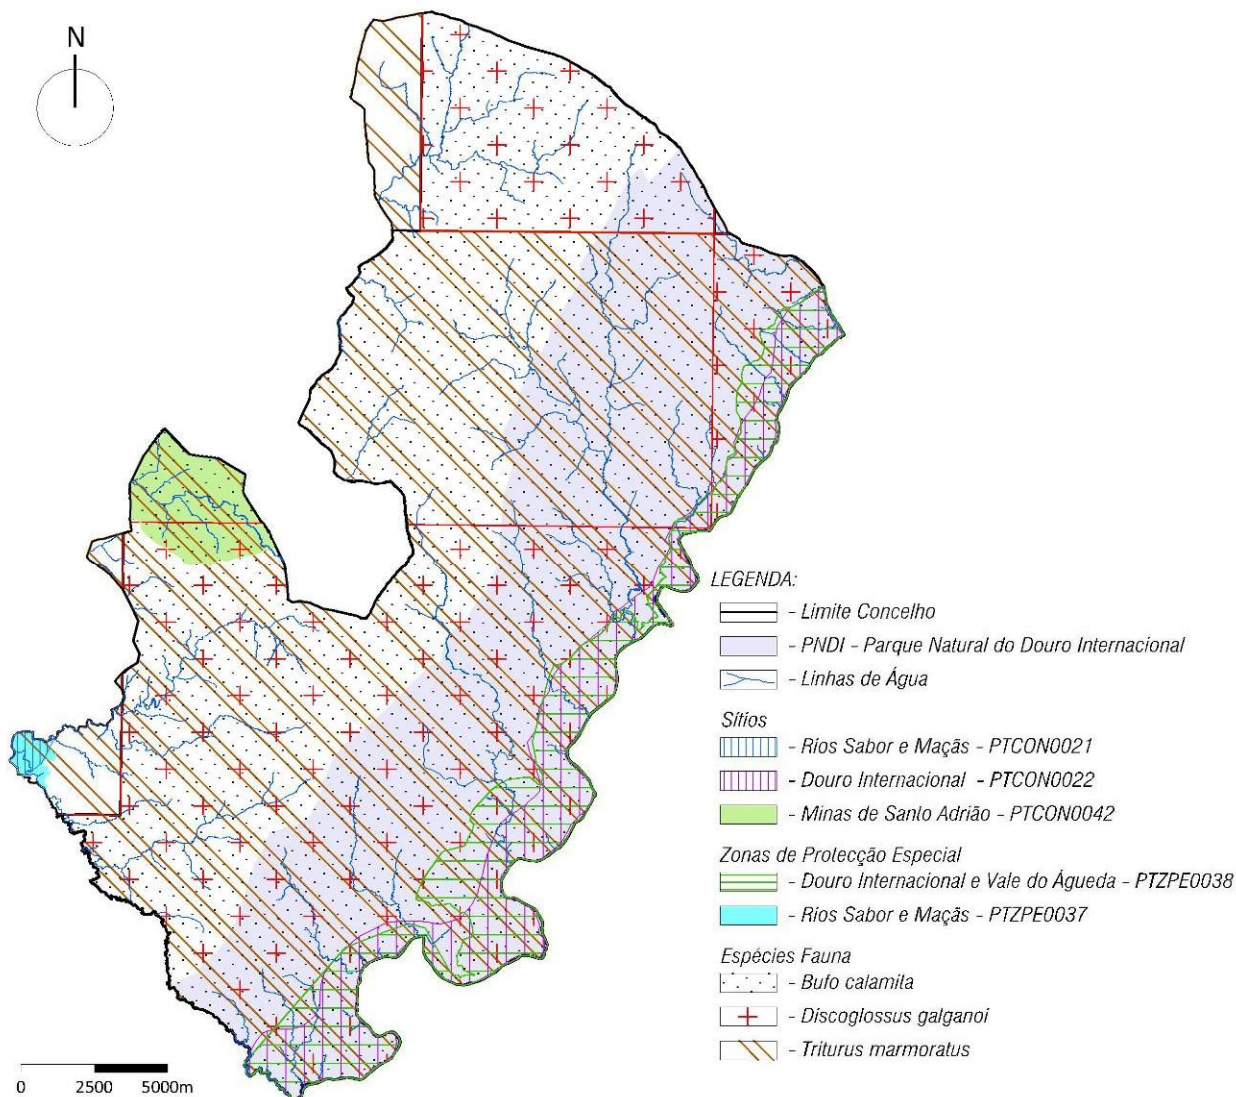 N
LEGENDA:
- Limite Concelho
- PNDI - Parque Natural do Douro Internacional
- Linhas de Água
Sítios
- Rios Sabor e Maçãs - PTCON0021
- Douro Internacional - PTCON0022
- Minas de Santo Adrião - PTCON0042
Zonas de Protecção Especial
- Douro Internacional e Vale do Águeda - PTZPE0038
- Rios Sabor e Maçãs - PTZPE0037
Espécies Fauna
- Bufo calamita
- Discoglossus galganoi
- Triturus marmoratus
0 2500 5000m